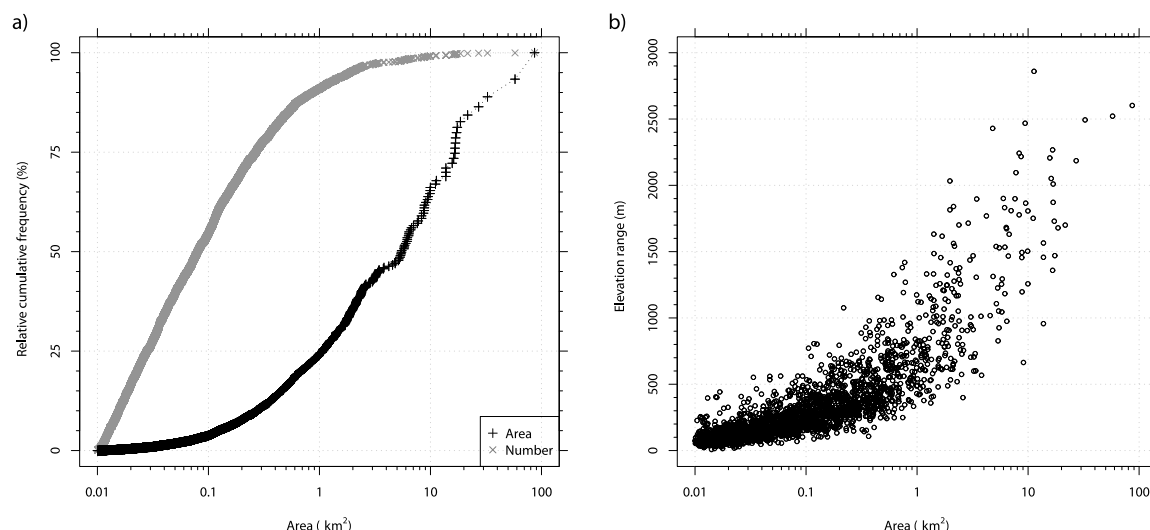 a)
Relative cumulative frequency (%)
100
75
50
25
0
0.01 0.1 1 10 100
Area ( km²)
Area
Number
b)
Elevation range (m)
3000
2500
2000
1500
1000
500
0
0.01 0.1 1 10 100
Area ( km²)